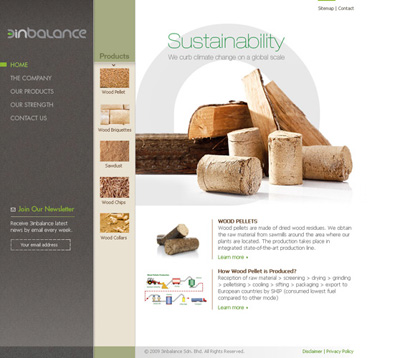 Sitemap | Contact
3inbalance
HOME
THE COMPANY
OUR PRODUCTS
OUR STRENGTH
CONTACT US
Join Our Newsletter
Receive 3inbalance latest
news by email every week.
Your email address
Products
Wood Pellet
Wood Briquettes
Sawdust
Wood Chips
Wood Collars
Sustainability
We curb climate change on a global scale
WOOD PELLETS
Wood pellets are made of dried wood residues. We obtain
the raw material from sawmills around the area where our
plants are located. The production takes place in
integrated state-of-the-art production line.
Learn more »
How Wood Pellet is Produced?
Reception of raw material > screening > drying > grinding
> pelleteing > cooling > sifting > packaging > export to
European countries by SHIP (consumed lowest fuel
compared to other mode)
Learn more »
© 2009 3inbalance Sdn. Bhd. All Rights Reserved.
Disclaimer | Privacy Policy